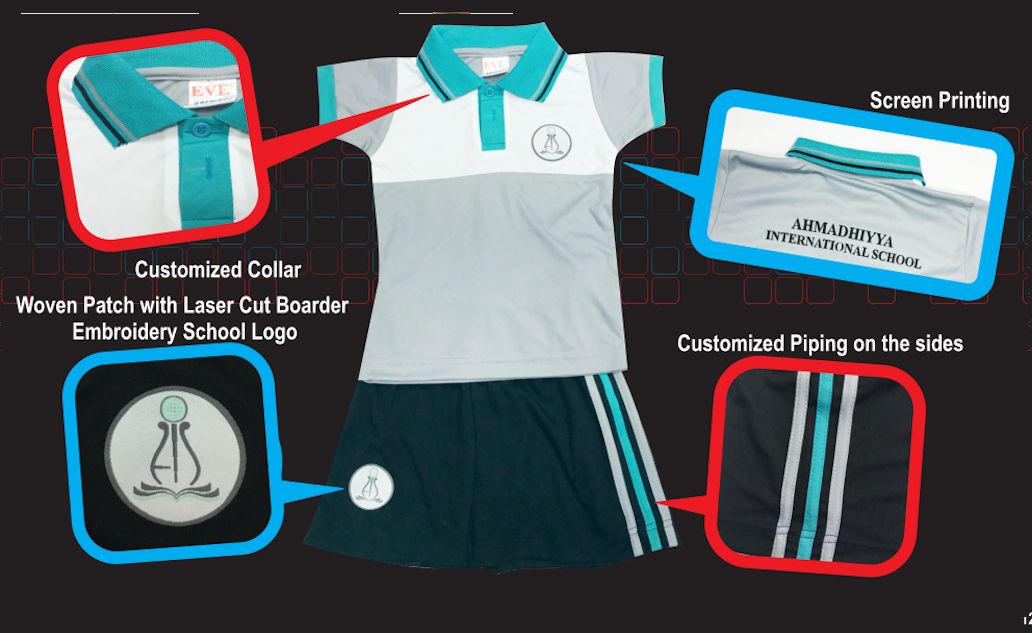 Screen Printing
EVE
AHMADHIYYA
INTERNATIONAL SCHOOL
EVE
Customized Collar
Woven Patch with Laser Cut Boarder
Embroidery School Logo
Customized Piping on the sides